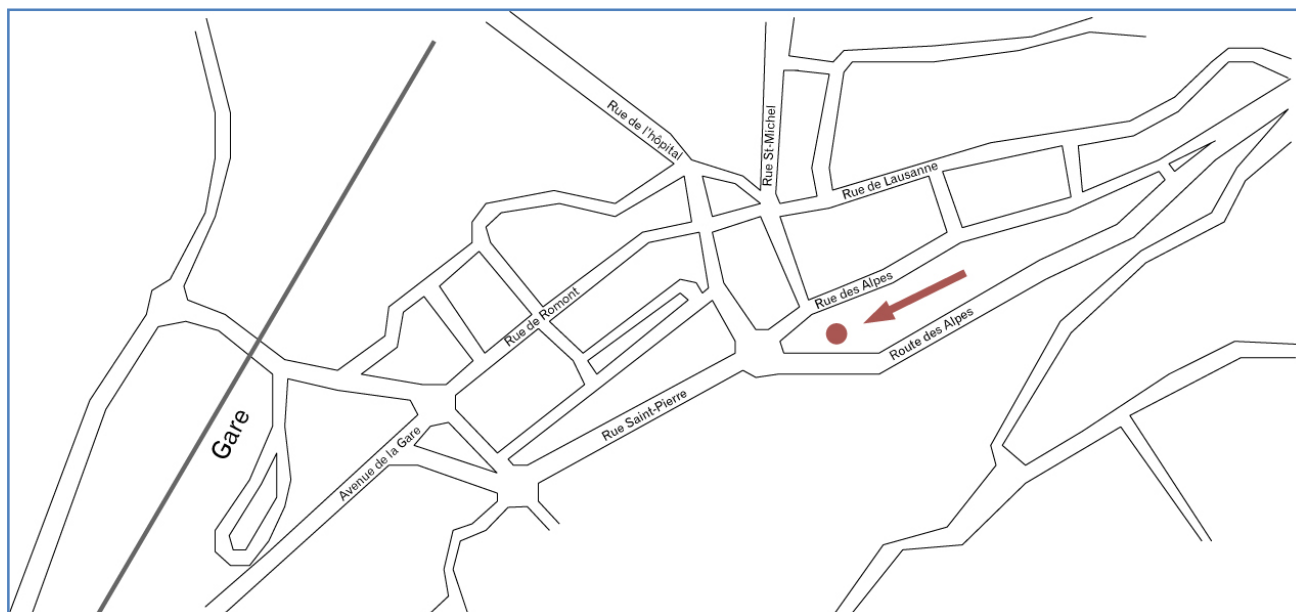 Rue de l'hôpital
Rue St-Michel
Rue de Lausanne
Rue des Alpes
Route des Alpes
Rue de Romont
Rue Saint-Pierre
Avenue de la Gare
Gare